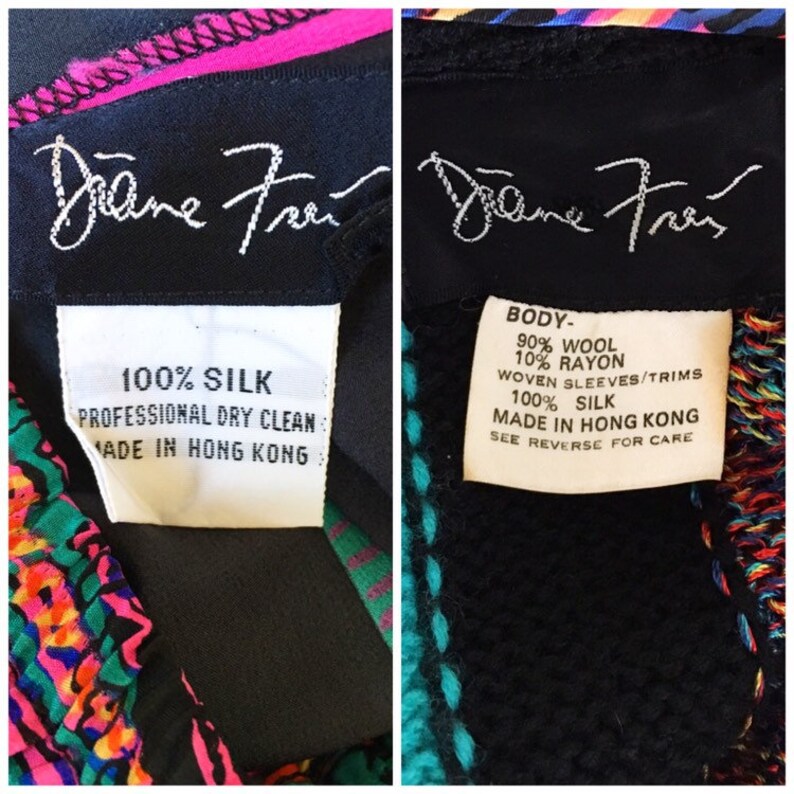 Diane Freis
100% SILK
PROFESSIONAL DRY CLEAN
MADE IN HONG KONG
Diane Freis
BODY-
90% WOOL
10% RAYON
WOVEN SLEEVES/TRIMS
100% SILK
MADE IN HONG KONG
SEE REVERSE FOR CARE